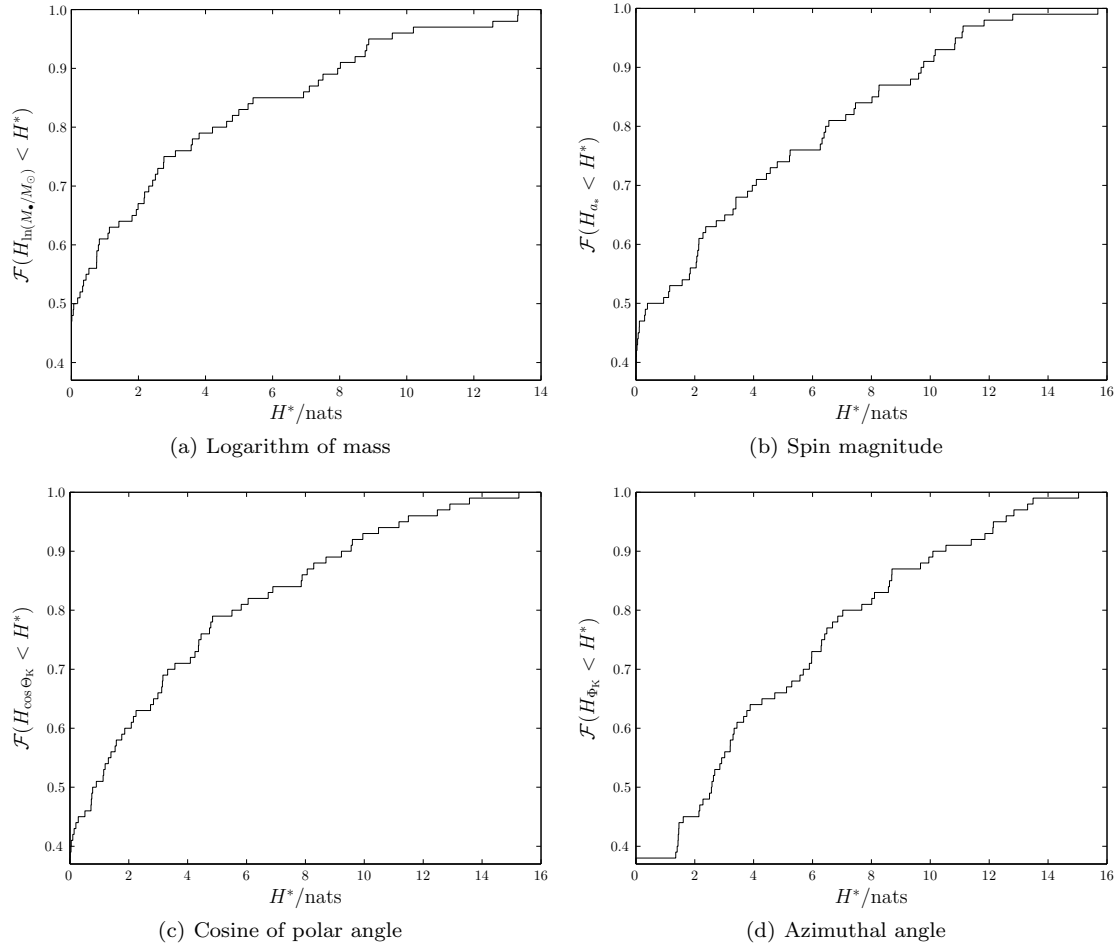 1.0
0.9
0.8
0.7
0.6
0.5
0.4
F(H_ln(M•/M⊙) < H*)
0 2 4 6 8 10 12 14
H*/nats
(a) Logarithm of mass
1.0
0.9
0.8
0.7
0.6
0.5
0.4
F(H_a* < H*)
0 2 4 6 8 10 12 14 16
H*/nats
(b) Spin magnitude
1.0
0.9
0.8
0.7
0.6
0.5
0.4
F(H_cos Θ_K < H*)
0 2 4 6 8 10 12 14 16
H*/nats
(c) Cosine of polar angle
1.0
0.9
0.8
0.7
0.6
0.5
0.4
F(H_Φ_K < H*)
0 2 4 6 8 10 12 14 16
H*/nats
(d) Azimuthal angle